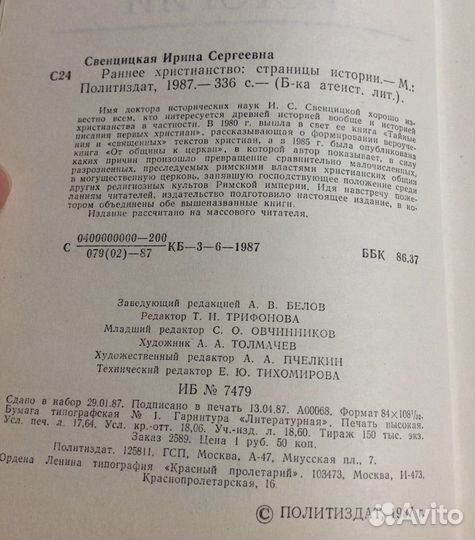 Свенцицкая Ирина Сергеевна
С24 Раннее христианство: страницы истории.— М.:
Политиздат, 1987.— 336 с.— (Б-ка атеист. лит.).
Имя доктора исторических наук И. С. Свенцицкой хорошо из-
вестно всем, кто интересуется древней историей вообще и историей
христианства в частности. В 1980 г. вышла в свет ее книга «Тайные
писания первых христиан», рассказывающая о формировании вероуче-
ния и «священных» текстов христиан, а в 1985 г. была опубликована
книга «От общины к церкви», в которой автор показывает, в силу
каких причин произошло превращение сравнительно малочисленных,
разрозненных, преследуемых римскими властями христианских общин
в могущественную церковь, занявшую господствующее положение среди
других религиозных культов Римской империи. Идя навстречу поже-
ланиям читателей, издательство подготовило настоящее издание, в ко-
тором объединены обе вышеназванные книги.
Издание рассчитано на массового читателя.
С 0400000000—200
079(02)—87 КБ—3—6—1987 ББК 86.37
Заведующий редакцией А. В. БЕЛОВ
Редактор Т. И. ТРИФОНОВА
Младший редактор С. О. ОВЧИННИКОВ
Художник А. А. ТОЛМАЧЕВ
Художественный редактор А. А. ПЧЕЛКИН
Технический редактор Е. Ю. ТИХОМИРОВА
ИБ № 7479
Сдано в набор 29.01.87. Подписано в печать 13.04.87. А00068. Формат 84×108¹/₃₂.
Бумага типографская № 1. Гарнитура «Литературная». Печать высокая.
Усл. печ. л. 17,64. Усл. кр.-отт. 18,06. Уч.-изд. л. 18,60. Тираж 150 тыс. экз.
Заказ 2589. Цена 1 руб. 50 коп.
Политиздат. 125811, ГСП, Москва, А-47, Миусская пл., 7.
Ордена Ленина типография «Красный пролетарий». 103473, Москва, И-473,
Краснопролетарская, 16.
© ПОЛИТИЗДАТ, 1987 г.
Avito